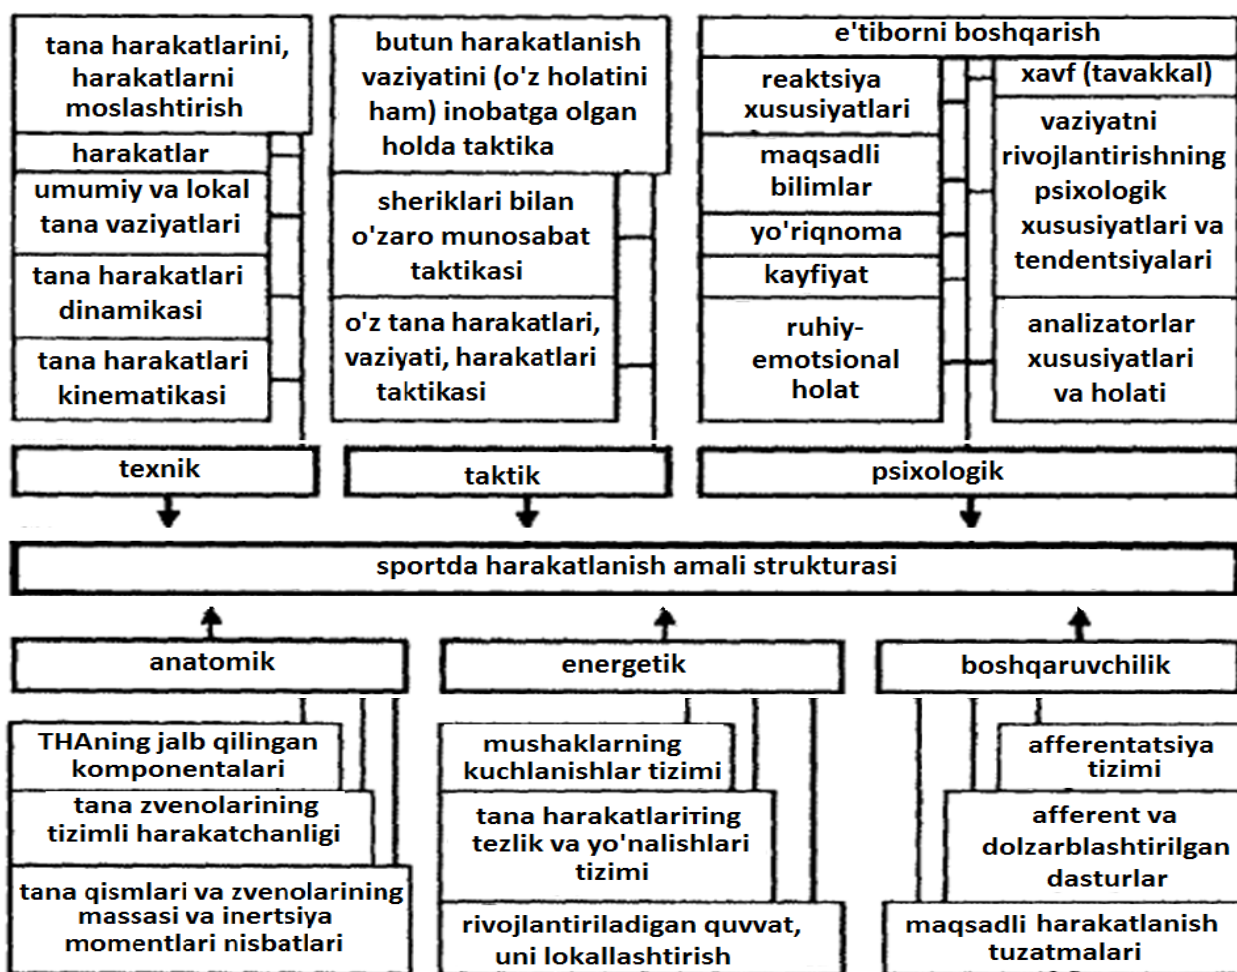 tana harakatlarini,
harakatlarni
moslashtirish
harakatlar
umumiy va lokal
tana vaziyatlari
tana harakatlari
dinamikasi
tana harakatlari
kinematikasi
texnik
butun harakatlanish
vaziyatini (o'z holatini
ham) inobatga olgan
holda taktika
sheriklari bilan
o'zaro munosabat
taktikasi
o'z tana harakatlari,
vaziyati, harakatlari
taktikasi
taktik
e'tiborni boshqarish
reaktsiya
xususiyatlari
maqsadli
bilimlar
yo'riqnoma
kayfiyat
ruhiy-
emotsional
holat
xavf (tavakkal)
vaziyatni
rivojlantirishning
psixologik
xususiyatlari va
tendentsiyalari
analizatorlar
xususiyatlari
va holati
psixologik
sportda harakatlanish amali strukturasi
anatomik
THAning jalb qilingan
komponentalari
tana zvenolarining
tizimli harakatchanligi
tana qismlari va zvenolarining
massasi va inertsiya
momentlari nisbatlari
energetik
mushaklarning
kuchlanishlar tizimi
tana harakatlariтing
tezlik va yo'nalishlari
tizimi
rivojlantiriladigan quvvat,
uni lokallashtirish
boshqaruvchilik
afferentatsiya
tizimi
afferent va
dolzarblashtirilgan
dasturlar
maqsadli harakatlanish
tuzatmalari